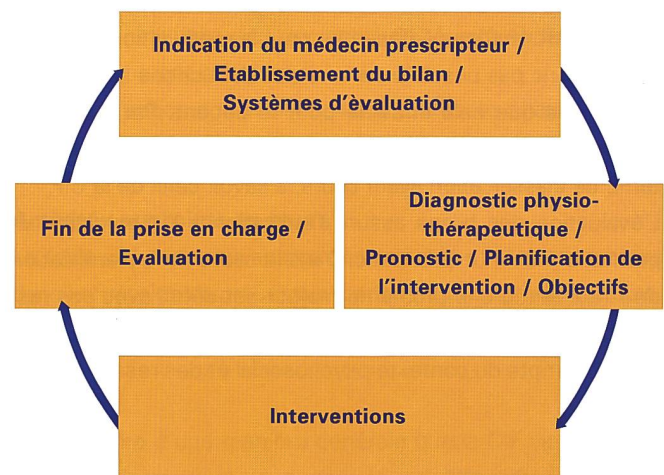 Indication du médecin prescripteur /
Etablissement du bilan /
Systèmes d'èvaluation
Fin de la prise en charge /
Evaluation
Diagnostic physio-
thérapeutique /
Pronostic / Planification de
l'intervention / Objectifs
Interventions